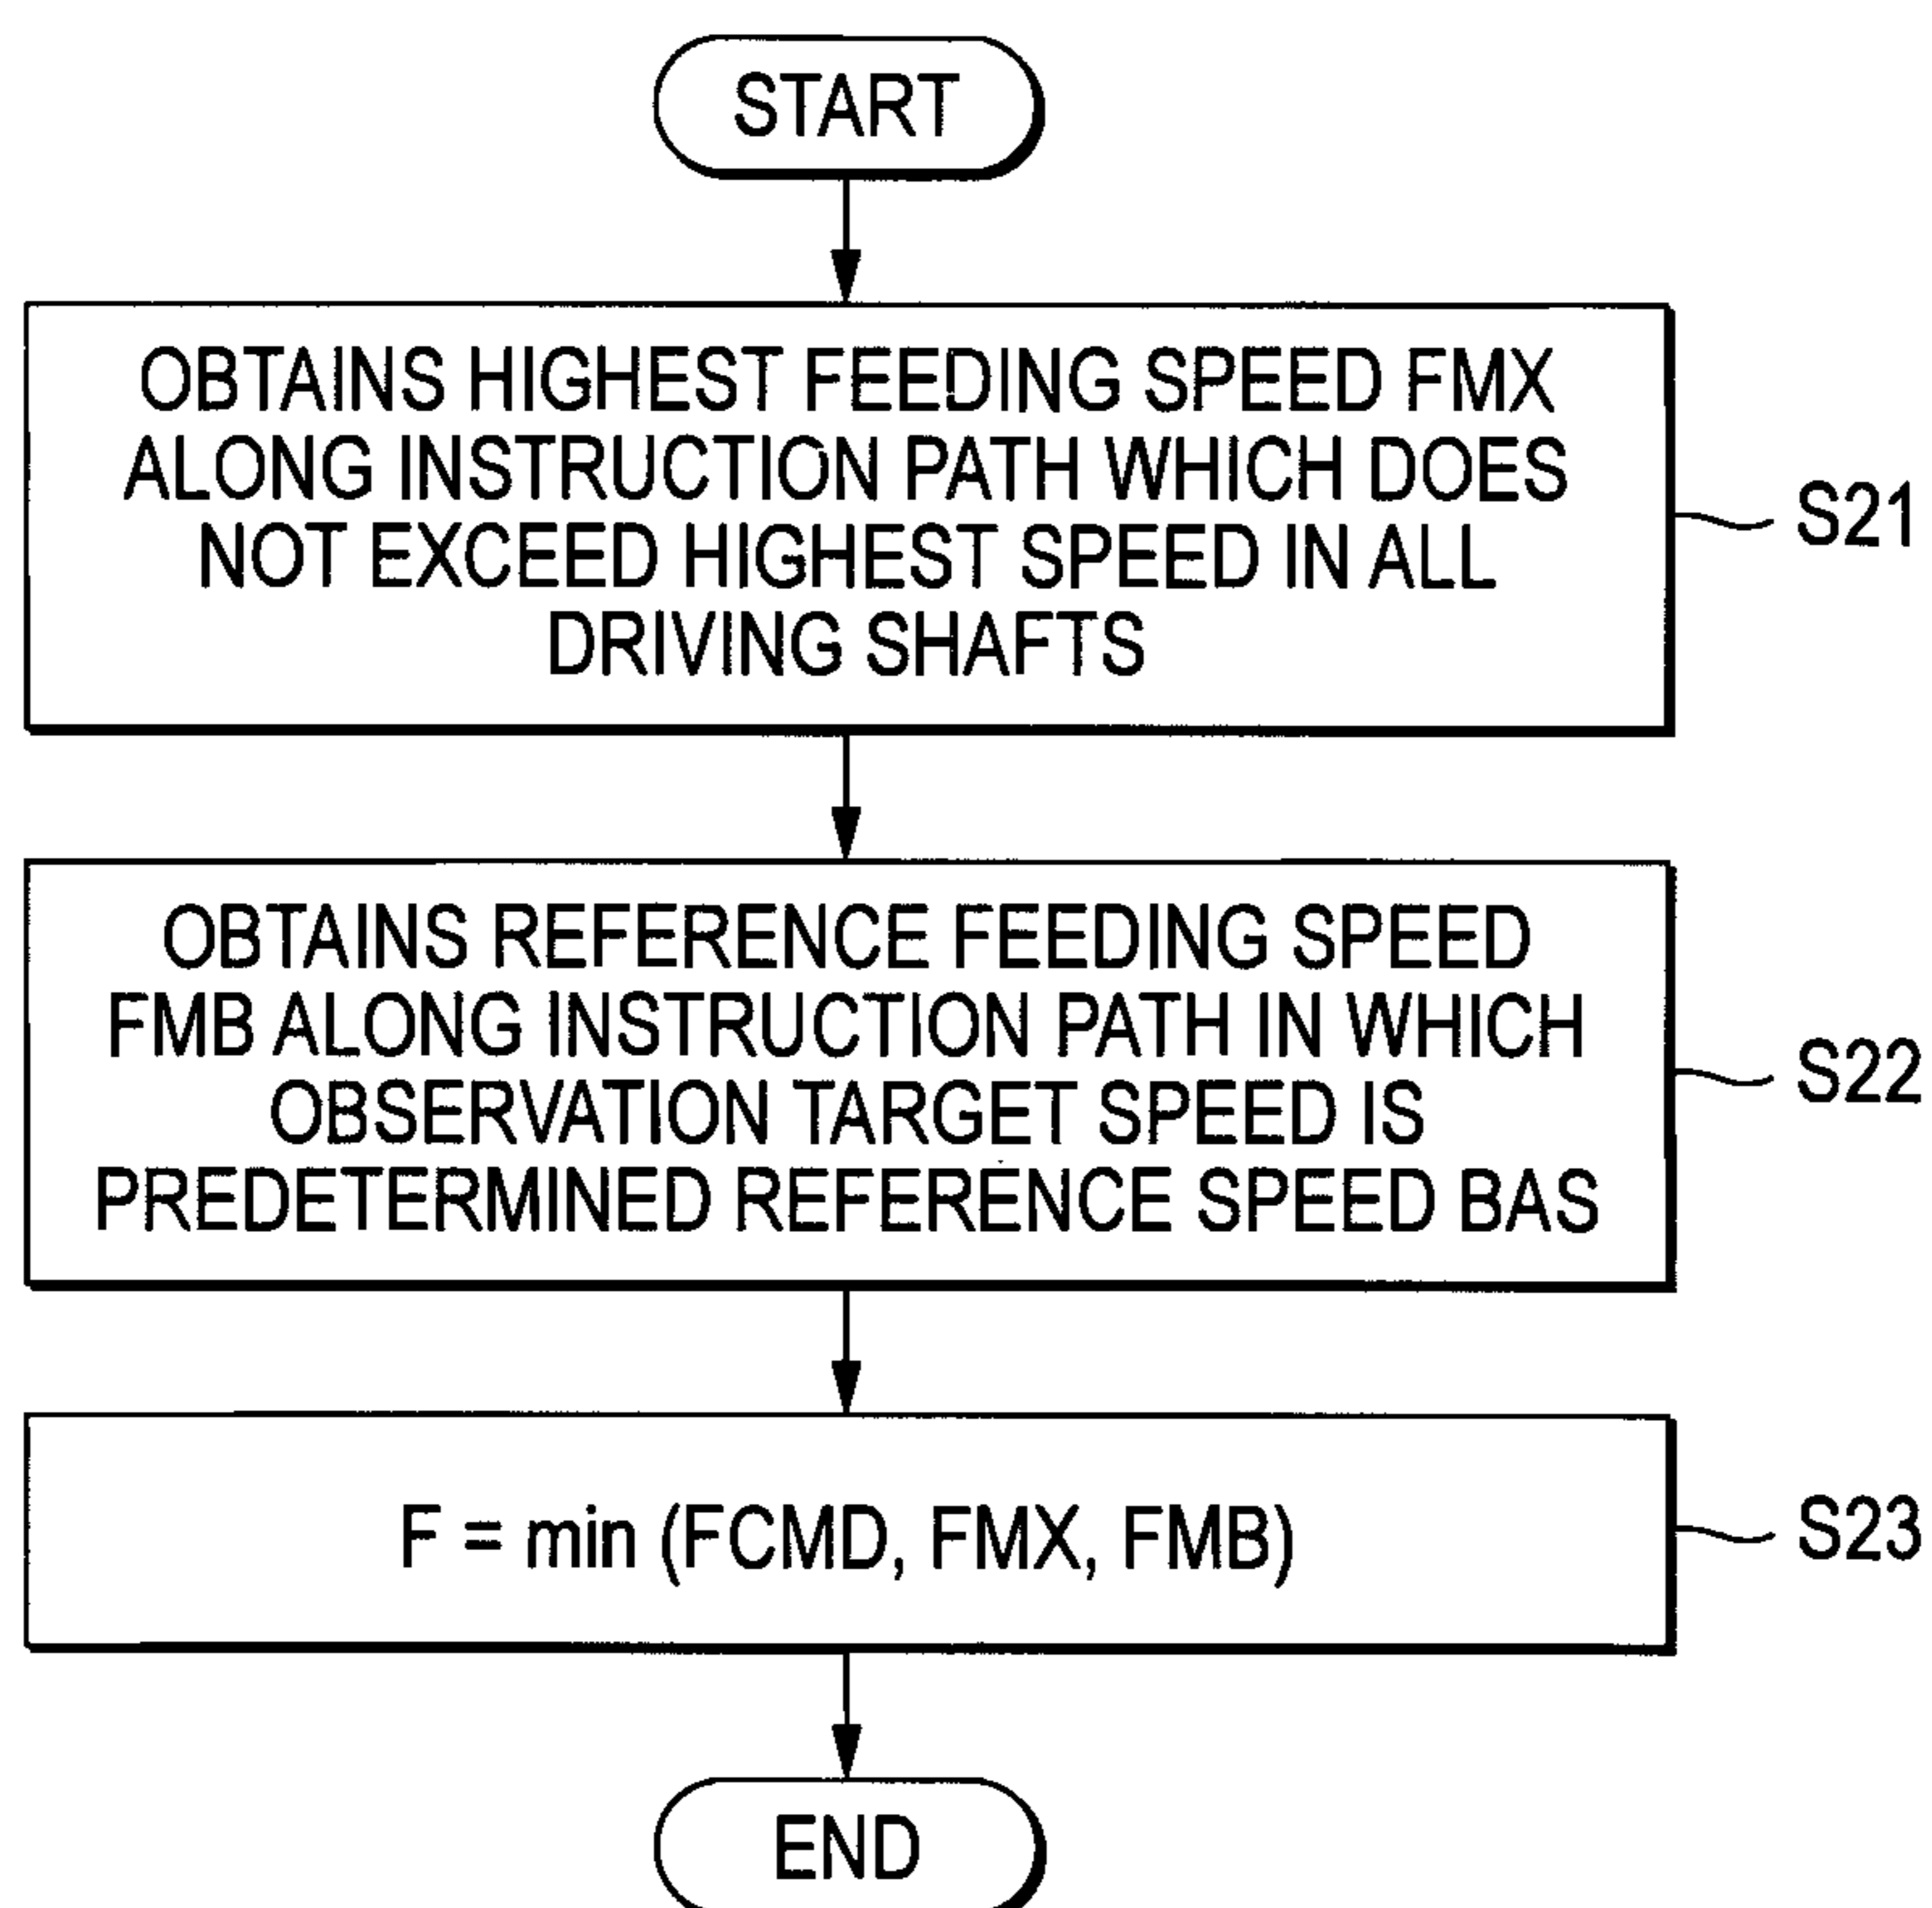 START
OBTAINS HIGHEST FEEDING SPEED FMX
ALONG INSTRUCTION PATH WHICH DOES
NOT EXCEED HIGHEST SPEED IN ALL
DRIVING SHAFTS
S21
OBTAINS REFERENCE FEEDING SPEED
FMB ALONG INSTRUCTION PATH IN WHICH
OBSERVATION TARGET SPEED IS
PREDETERMINED REFERENCE SPEED BAS
S22
F = min (FCMD, FMX, FMB)
S23
END